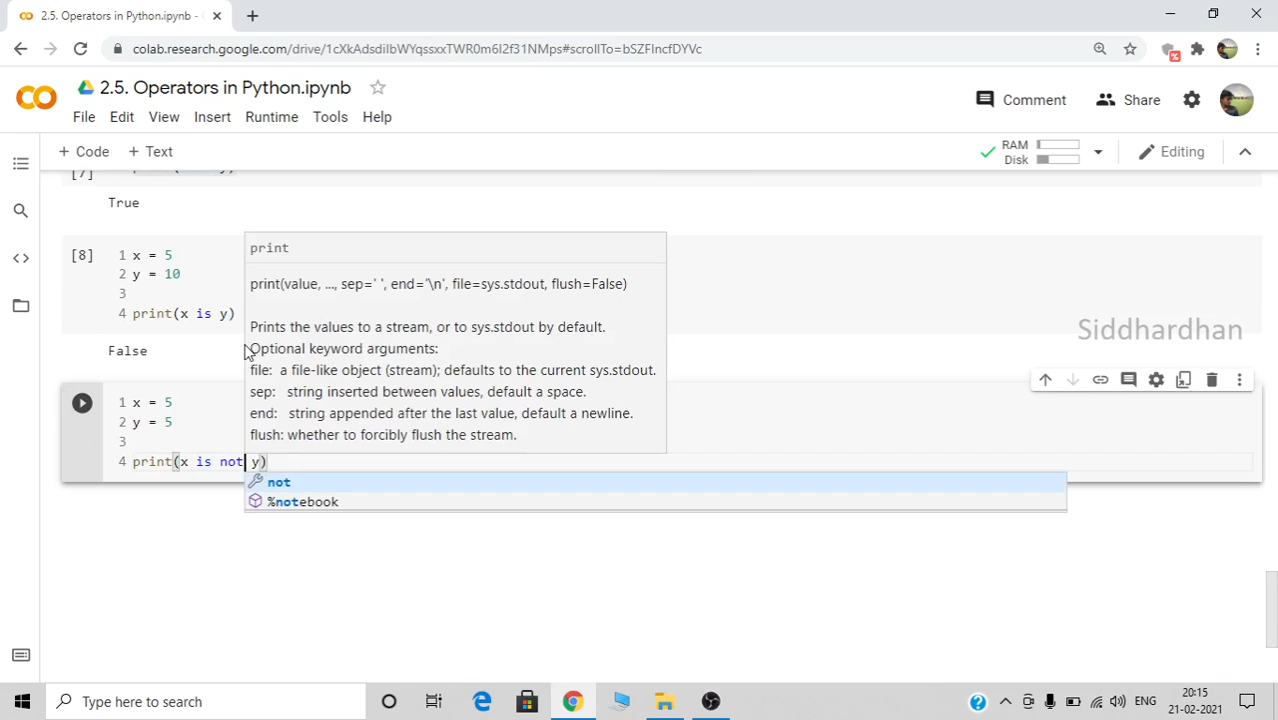 2.5. Operators in Python.ipynb -
colab.research.google.com/drive/1cXkAdsdiIbWYqssxxTWR0m6I2f31NMps#scrollTo=bSZFIncfDYVc
2.5. Operators in Python.ipynb
File Edit View Insert Runtime Tools Help
Comment
Share
+ Code + Text
RAM
Disk
Editing
[7]
True
[8]
1 x = 5
2 y = 10
3
4 print(x is y)
False
print
print(value, ..., sep=' ', end='\n', file=sys.stdout, flush=False)
Prints the values to a stream, or to sys.stdout by default.
Optional keyword arguments:
file: a file-like object (stream); defaults to the current sys.stdout.
sep: string inserted between values, default a space.
end: string appended after the last value, default a newline.
flush: whether to forcibly flush the stream.
Siddhardhan
1 x = 5
2 y = 5
3
4 print(x is not y)
not
%notebook
Type here to search
ENG
20:15
21-02-2021